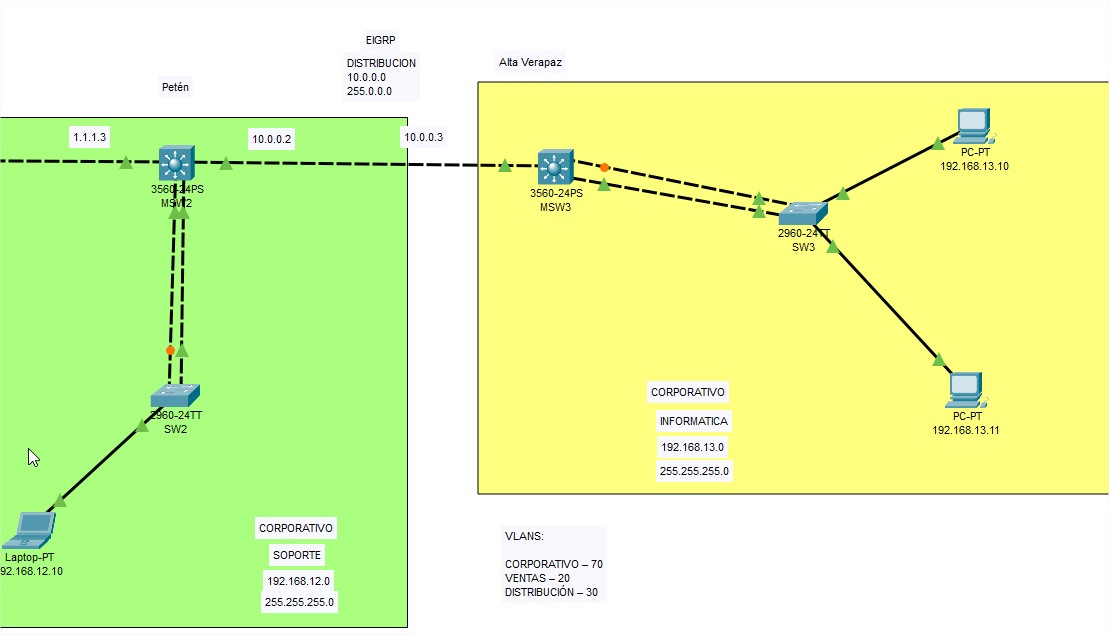 EIGRP
DISTRIBUCION
10.0.0.0
255.0.0.0
Alta Verapaz
Petén
1.1.1.3
10.0.0.2
10.0.0.3
3560-24PS
MSW2
3560-24PS
MSW3
PC-PT
192.168.13.10
2960-24TT
SW3
2960-24TT
SW2
CORPORATIVO
INFORMATICA
192.168.13.0
255.255.255.0
PC-PT
192.168.13.11
CORPORATIVO
SOPORTE
192.168.12.0
255.255.255.0
Laptop-PT
92.168.12.10
VLANS:
CORPORATIVO – 70
VENTAS – 20
DISTRIBUCIÓN – 30